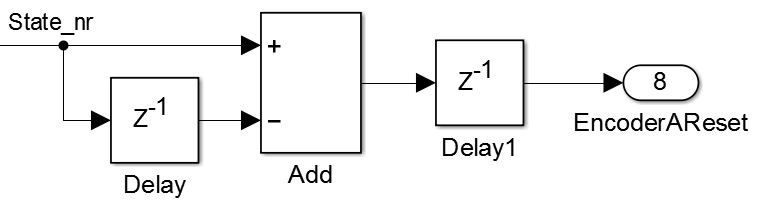 State_nr
+
Z-1
−
Z-1
8
Delay
Add
Delay1
EncoderAReset